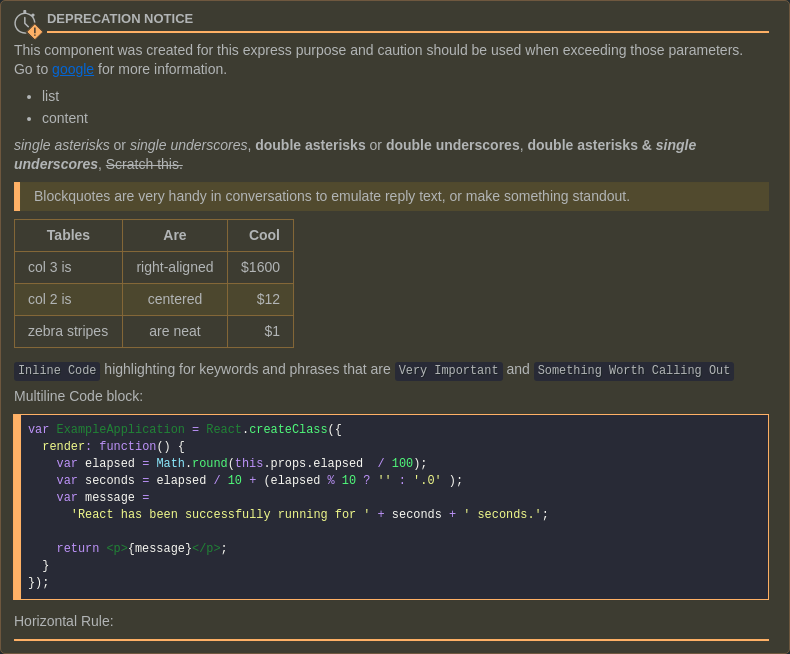 DEPRECATION NOTICE
This component was created for this express purpose and caution should be used when exceeding those parameters.
Go to google for more information.
• list
• content
single asterisks or single underscores, double asterisks or double underscores, double asterisks & single
underscores, Scratch this.
Blockquotes are very handy in conversations to emulate reply text, or make something standout.
Tables Are Cool
col 3 is right-aligned $1600
col 2 is centered $12
zebra stripes are neat $1
Inline Code highlighting for keywords and phrases that are Very Important and Something Worth Calling Out
Multiline Code block:
var ExampleApplication = React.createClass({
  render: function() {
    var elapsed = Math.round(this.props.elapsed  / 100);
    var seconds = elapsed / 10 + (elapsed % 10 ? '' : '.0' );
    var message =
      'React has been successfully running for ' + seconds + ' seconds.';
    return <p>{message}</p>;
  }
});
Horizontal Rule: